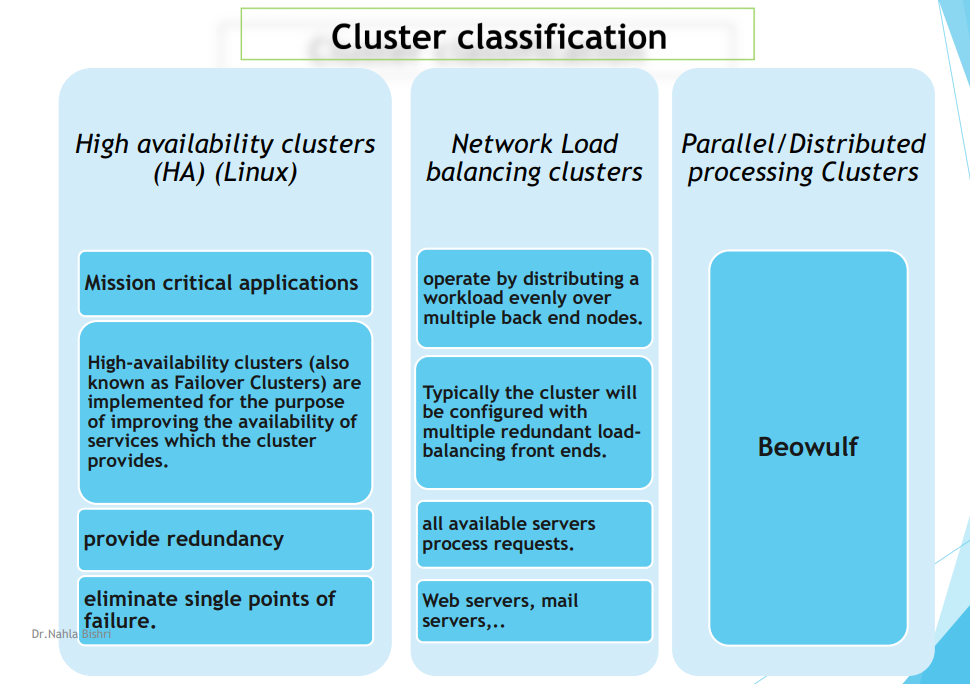 Cluster classification
High availability clusters
(HA) (Linux)
Mission critical applications
High-availability clusters (also
known as Failover Clusters) are
implemented for the purpose
of improving the availability of
services which the cluster
provides.
provide redundancy
eliminate single points of
failure.
Network Load
balancing clusters
operate by distributing a
workload evenly over
multiple back end nodes.
Typically the cluster will
be configured with
multiple redundant load-
balancing front ends.
all available servers
process requests.
Web servers, mail
servers,..
Parallel/Distributed
processing Clusters
Beowulf
Dr.Nahla Bishri